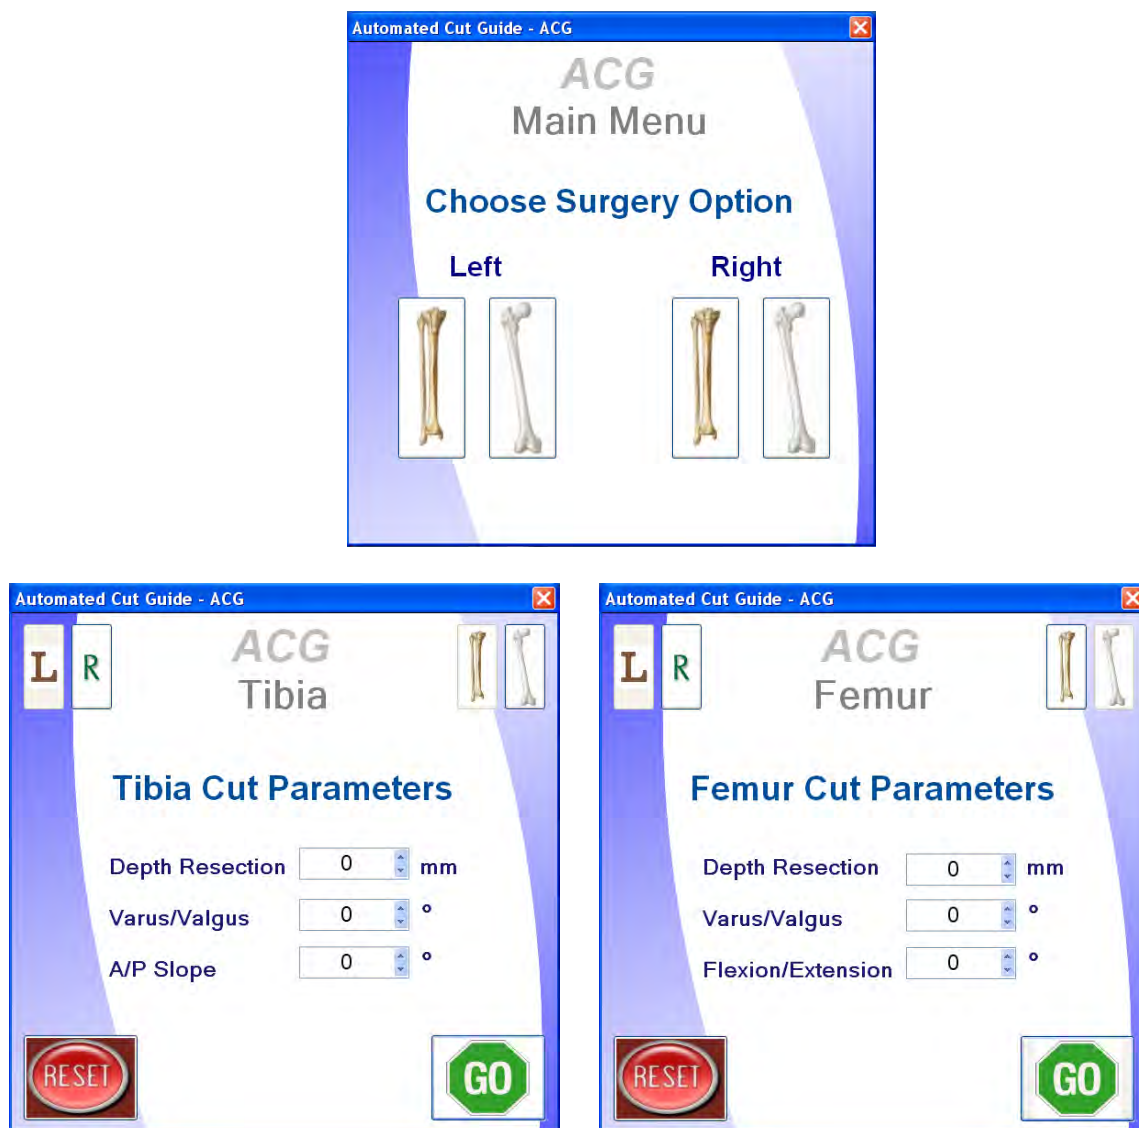 Automated Cut Guide - ACG
ACG
Main Menu
Choose Surgery Option
Left Right
Automated Cut Guide - ACG
L R
ACG
Tibia
Tibia Cut Parameters
Depth Resection 0 mm
Varus/Valgus 0 °
A/P Slope 0 °
RESET GO
Automated Cut Guide - ACG
L R
ACG
Femur
Femur Cut Parameters
Depth Resection 0 mm
Varus/Valgus 0 °
Flexion/Extension 0 °
RESET GO